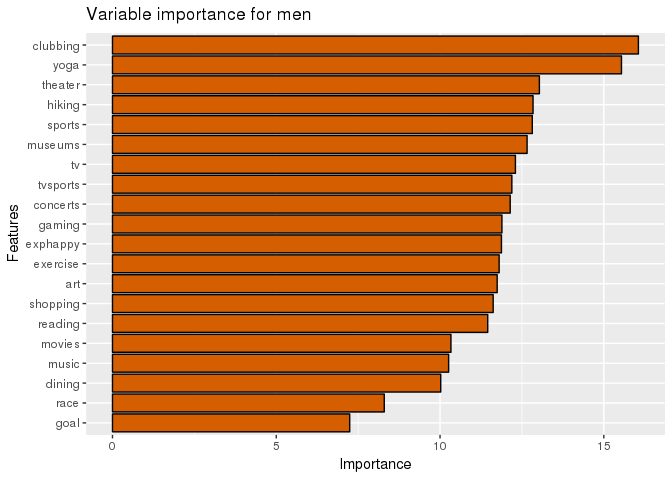 Variable importance for men
clubbing
yoga
theater
hiking
sports
museums
tv
tvsports
concerts
gaming
exphappy
exercise
art
shopping
reading
movies
music
dining
race
goal
Features
0 5 10 15
Importance